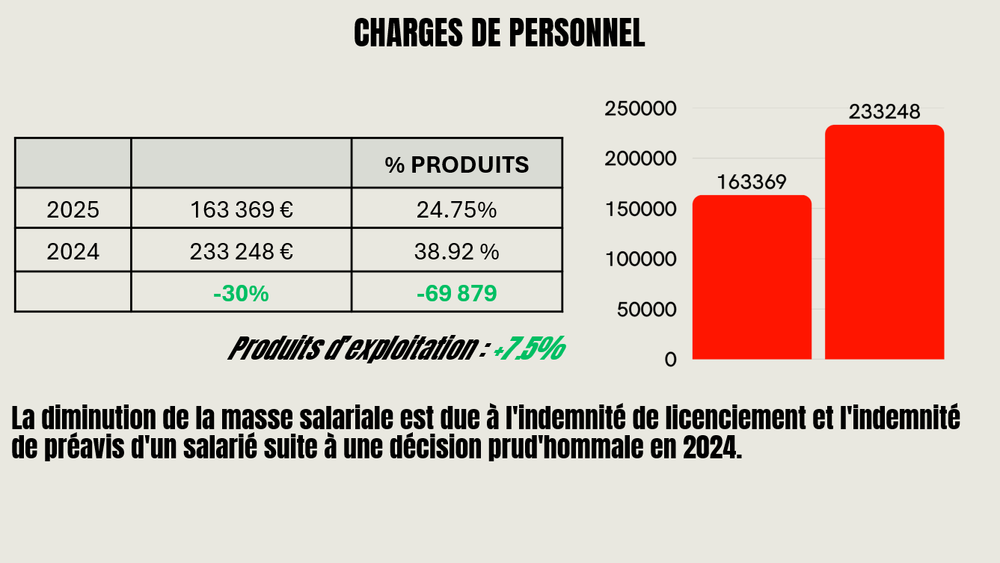 CHARGES DE PERSONNEL
% PRODUITS
2025 163 369 € 24.75%
2024 233 248 € 38.92 %
-30% -69 879
Produits d'exploitation : +7.5%
250000
200000
150000
100000
50000
0
163369
233248
La diminution de la masse salariale est due à l'indemnité de licenciement et l'indemnité
de préavis d'un salarié suite à une décision prud'hommale en 2024.